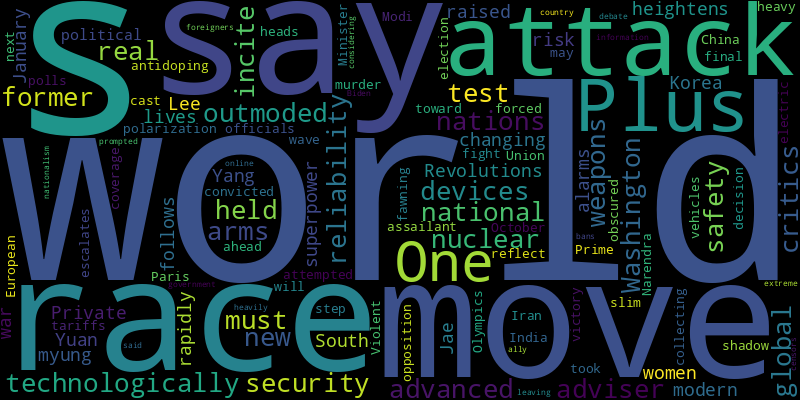 S say attack
world
race move
Plus
One
foreigners
Modi
Minister
considering
January
next
political
real
antidoping
polls
former
cast Lee
incite
heads
murder
lives outmoded
polarization officials
wave
election
raised
heightens
risk
may
country
debate
information
China
final
heavy
Korea
test
toward
forced
nations
changing
fight Union
Revolutions
devices
national
nuclear
reflect
October
assailant
fawning
coverage
nationalism
prompted
escalates
follows
Yang
online
convicted
held
arms
ahead
superpower
reliability
attempted
will
Paris
European
war
Private
tariffs
Yuan
myung
said
heavily
government
rapidly
must
new
step
South
Violent
opposition
Jae
Olympics
Iran
India
ally
leaving
victory
took
bans
Prime
alarms
weapons
obscured
Washington
Narendra
slim
women
collecting
vehicles
safety
decision
electric
critics
extreme
shadow
global
modern
adviser
advanced
security
technologically
Biden